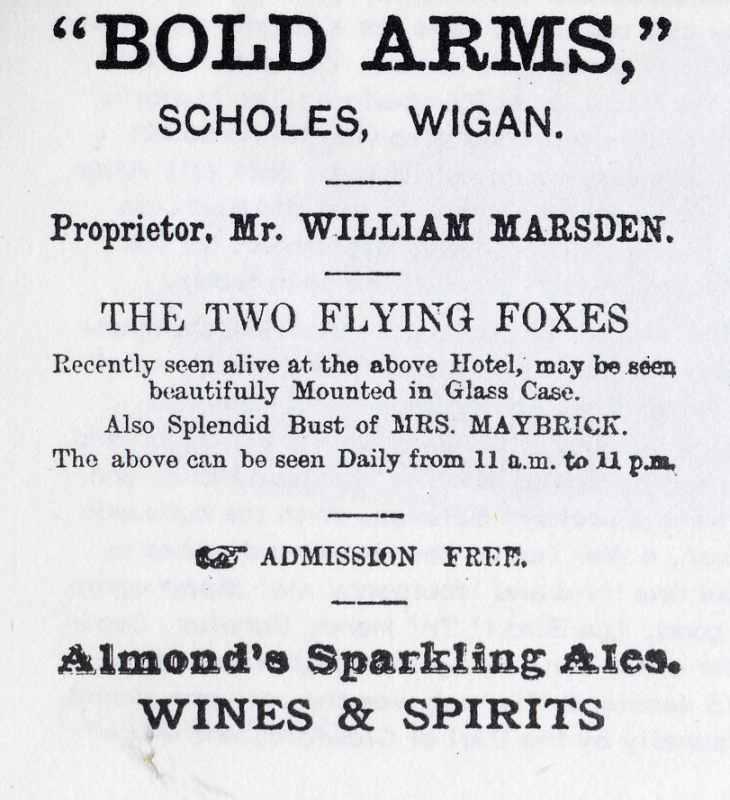 "BOLD ARMS,"
SCHOLES, WIGAN.
Proprietor, Mr. WILLIAM MARSDEN.
THE TWO FLYING FOXES
Recently seen alive at the above Hotel, may be seen
beautifully Mounted in Glass Case.
Also Splendid Bust of MRS. MAYBRICK.
The above can be seen Daily from 11 a.m. to 11 p.m.
☞ ADMISSION FREE.
Almond's Sparkling Ales.
WINES & SPIRITS